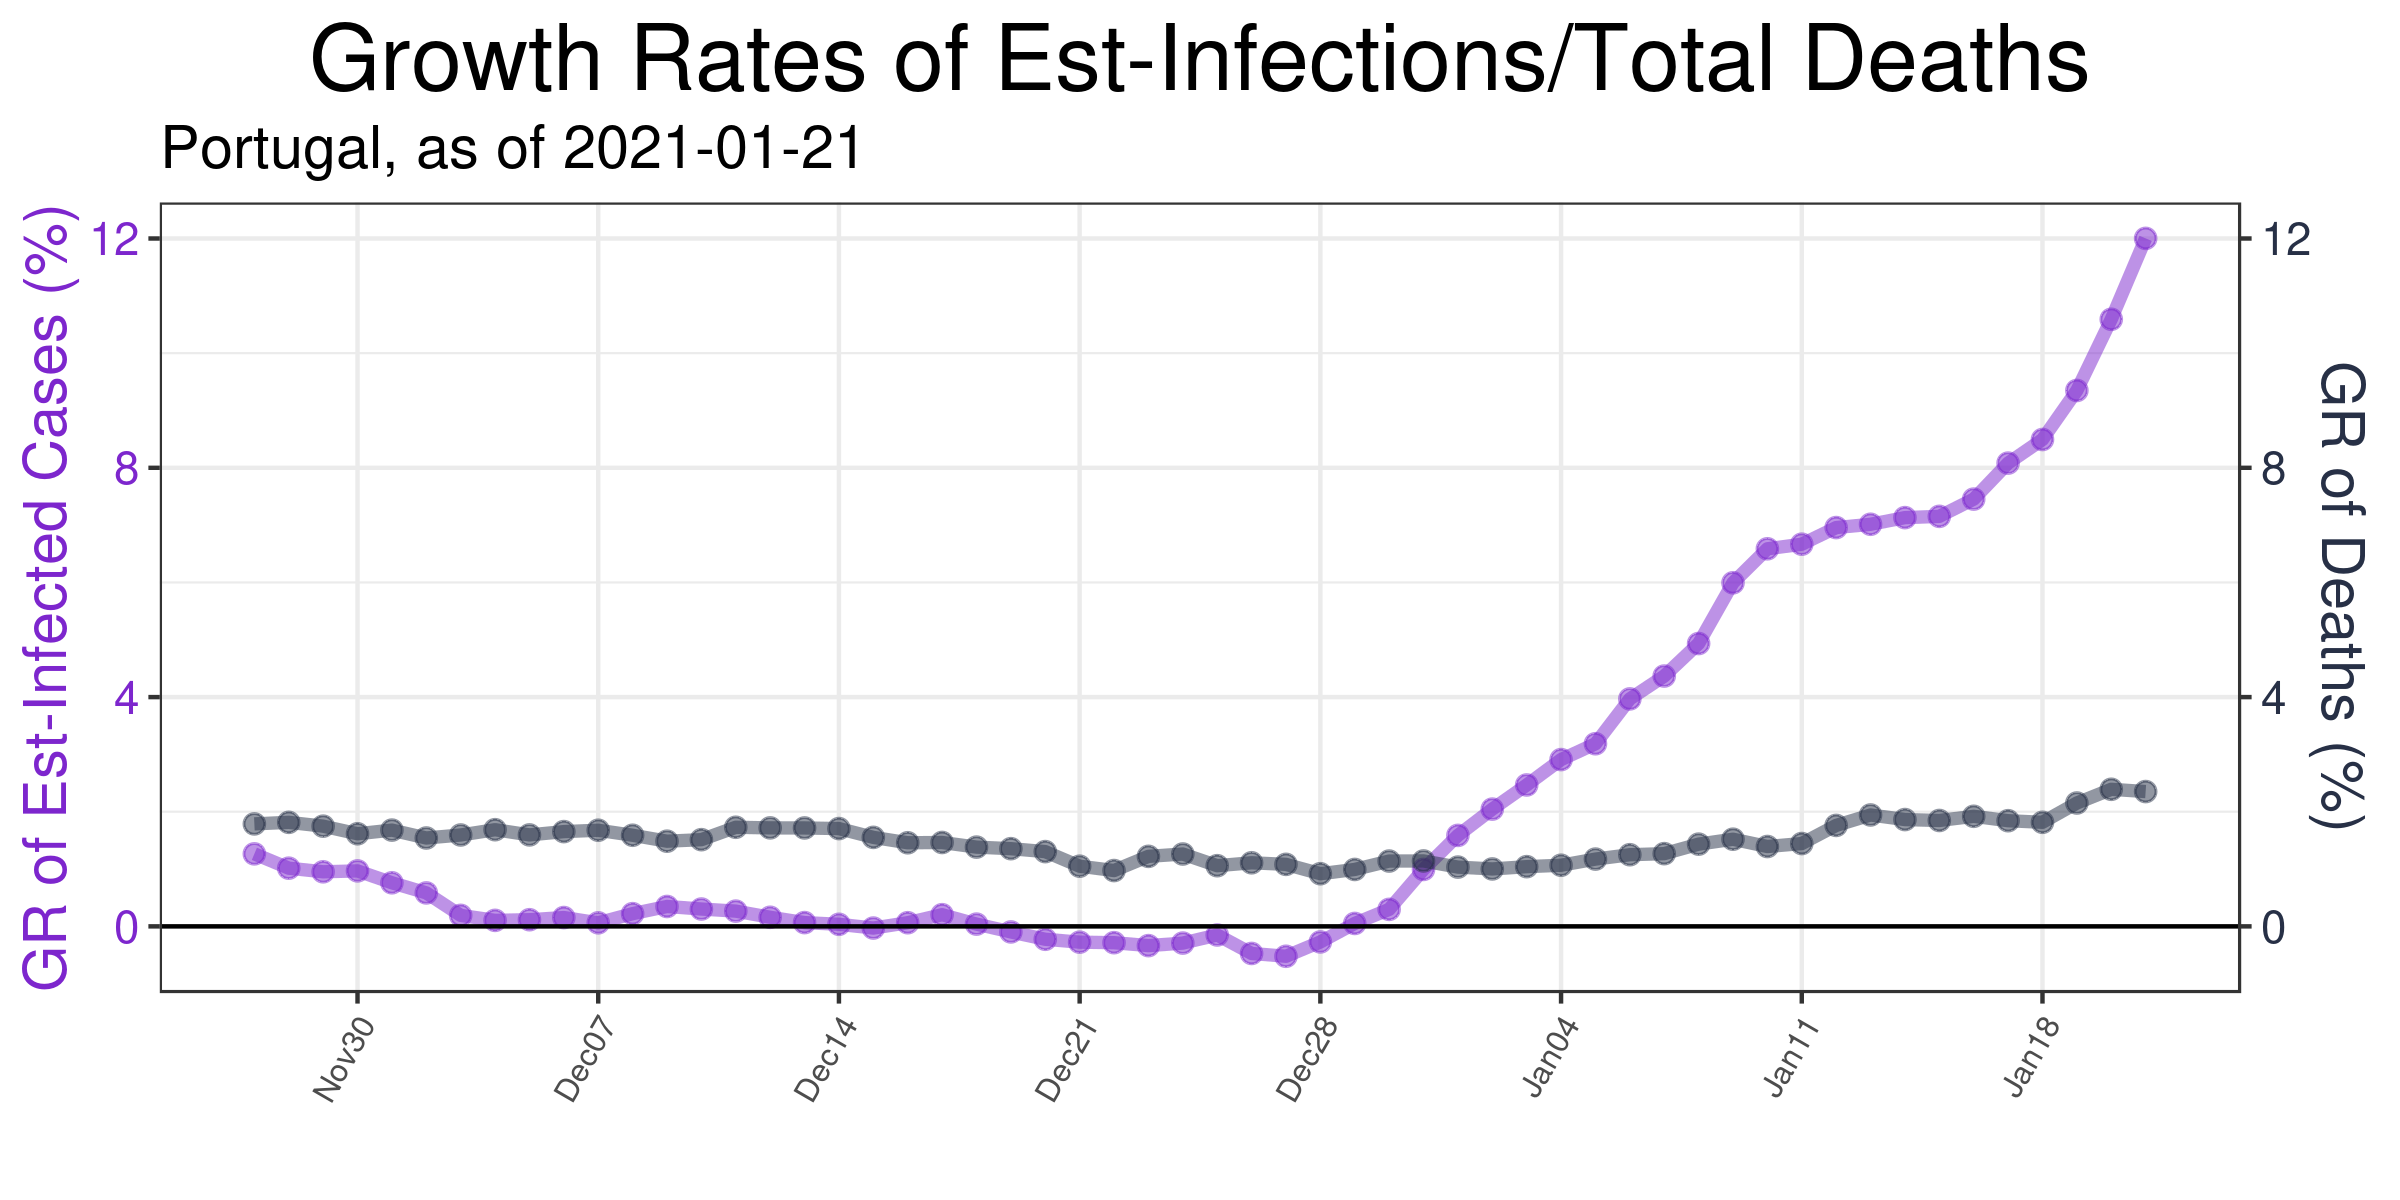 Growth Rates of Est-Infections/Total Deaths
Portugal, as of 2021-01-21
GR of Est-Infected Cases (%)
12
8
4
0
12
8
4
0
GR of Deaths (%)
Nov30
Dec07
Dec14
Dec21
Dec28
Jan04
Jan11
Jan18